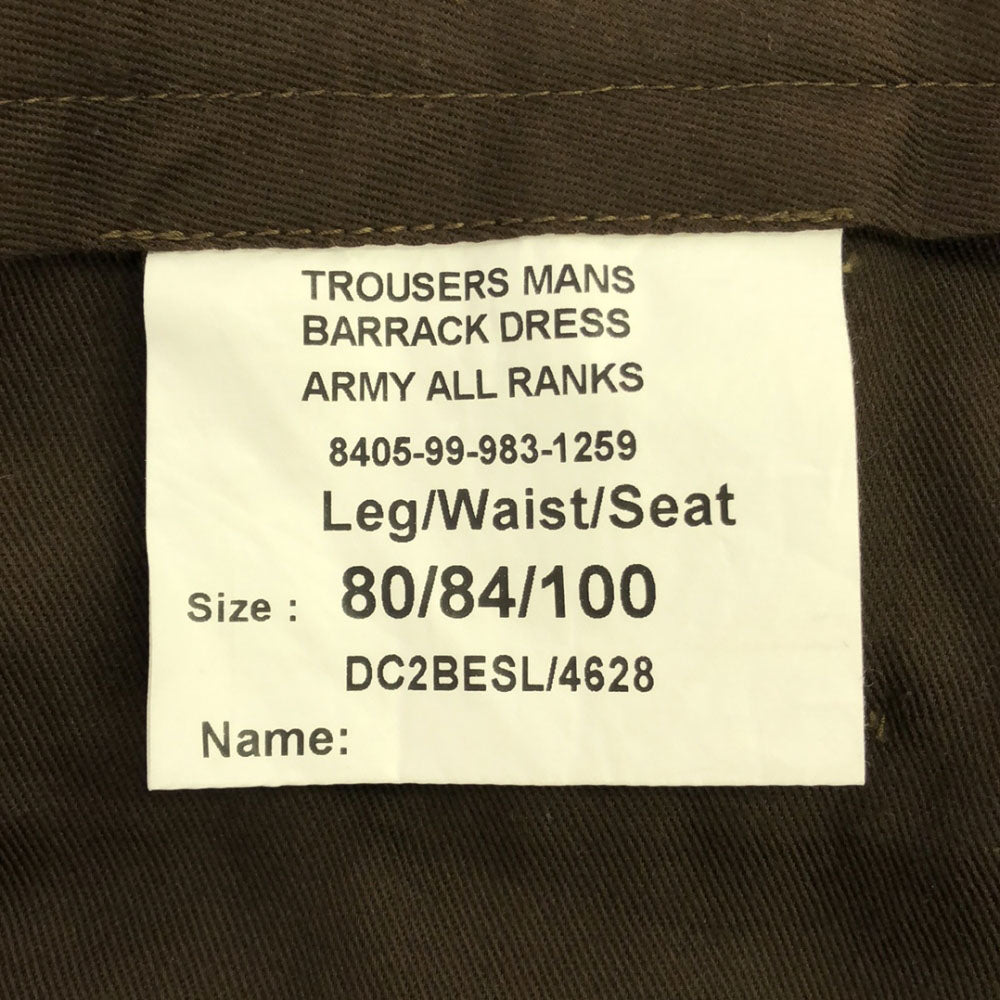 TROUSERS MANS
BARRACK DRESS
ARMY ALL RANKS
8405-99-983-1259
Leg/Waist/Seat
Size : 80/84/100
DC2BESL/4628
Name: